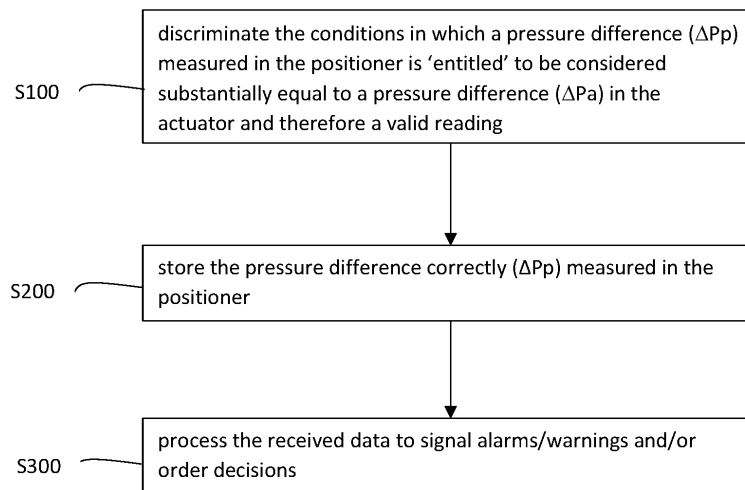 discriminate the conditions in which a pressure difference (ΔPp)
measured in the positioner is ‘entitled’ to be considered
S100
substantially equal to a pressure difference (ΔPa) in the
actuator and therefore a valid reading
store the pressure difference correctly (ΔPp) measured in the
S200
positioner
process the received data to signal alarms/warnings and/or
S300
order decisions